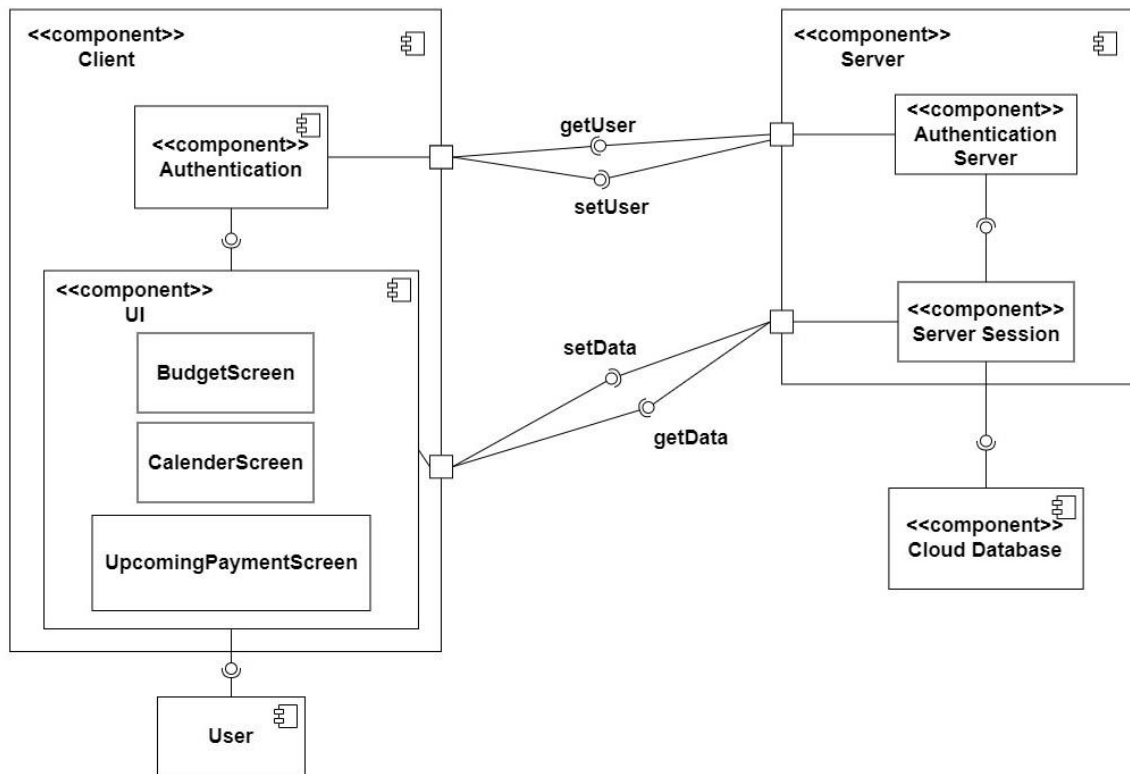 <<component>>
Client
<<component>>
Authentication
<<component>>
UI
BudgetScreen
CalenderScreen
UpcomingPaymentScreen
User
getUser
setUser
setData
getData
<<component>>
Server
<<component>>
Authentication
Server
<<component>>
Server Session
<<component>>
Cloud Database